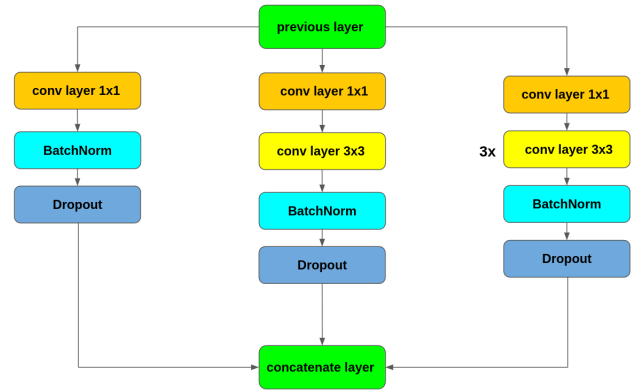 previous layer
conv layer 1x1
BatchNorm
Dropout
conv layer 1x1
conv layer 3x3
BatchNorm
Dropout
conv layer 1x1
3x
conv layer 3x3
BatchNorm
Dropout
concatenate layer